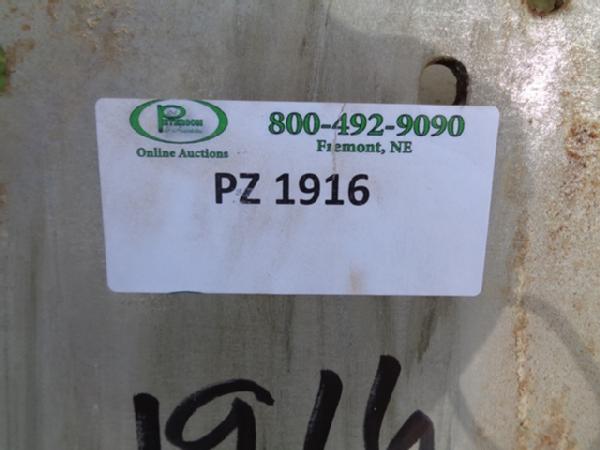 800-492-9090
Online Auctions
Fremont, NE
PZ 1916
1916